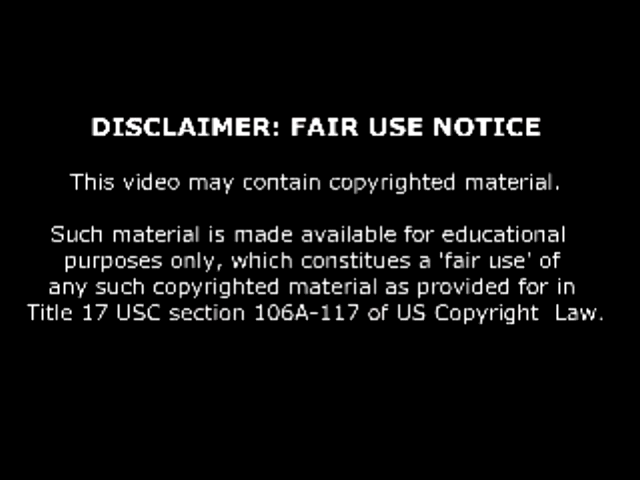 DISCLAIMER: FAIR USE NOTICE
This video may contain copyrighted material.
Such material is made available for educational
purposes only, which constitues a 'fair use' of
any such copyrighted material as provided for in
Title 17 USC section 106A-117 of US Copyright  Law.